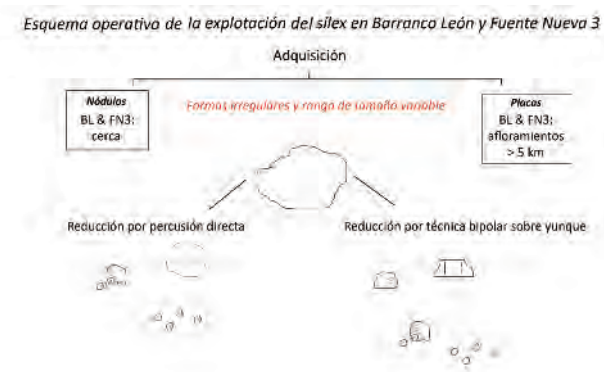 Esquema operativo de la explotación del sílex en Barranco León y Fuente Nueva 3
Adquisición
Nódulos
BL & FN3:
cerca
Formas irregulares y rango de tamaño variable
Placas
BL & FN3:
afloramientos
> 5 km
Reducción por percusión directa
Reducción por técnica bipolar sobre yunque